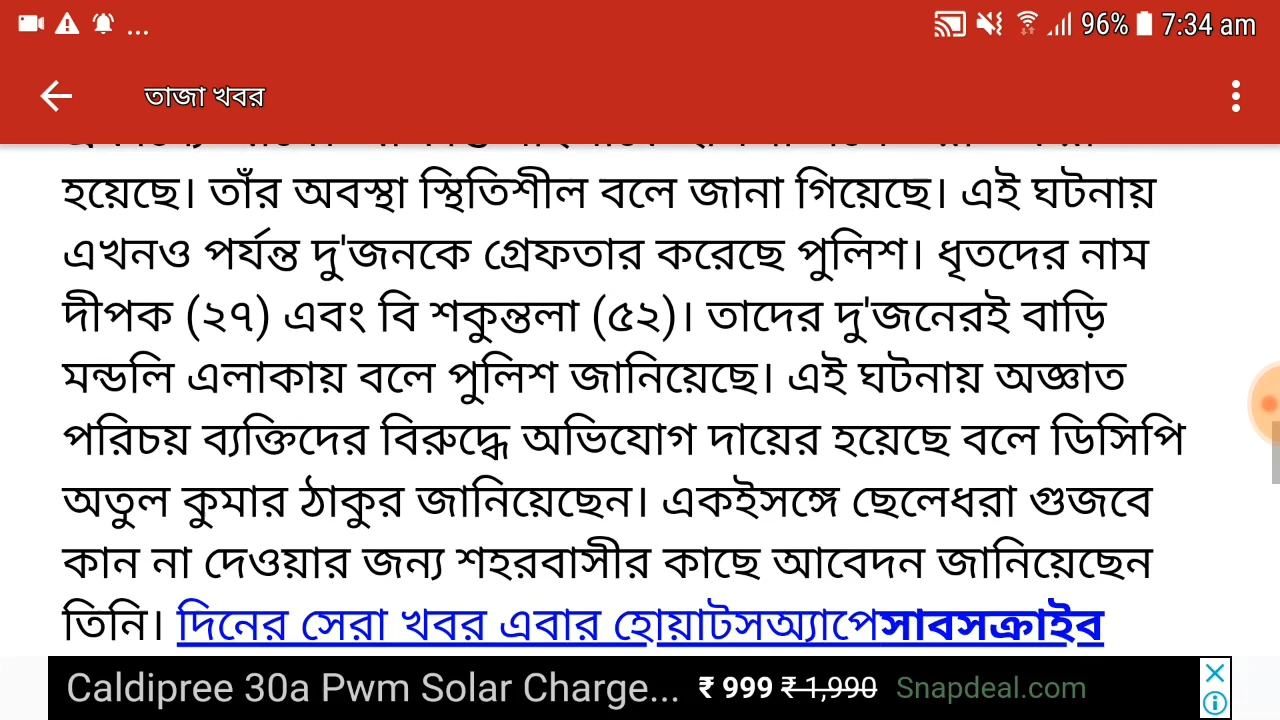 96% 7:34 am
তাজা খবর
হয়েছে। তাঁর অবস্থা স্থিতিশীল বলে জানা গিয়েছে। এই ঘটনায়
এখনও পর্যন্ত দু'জনকে গ্রেফতার করেছে পুলিশ। ধৃতদের নাম
দীপক (২৭) এবং বি শকুন্তলা (৫২)। তাদের দু'জনেরই বাড়ি
মন্ডলি এলাকায় বলে পুলিশ জানিয়েছে। এই ঘটনায় অজ্ঞাত
পরিচয় ব্যক্তিদের বিরুদ্ধে অভিযোগ দায়ের হয়েছে বলে ডিসিপি
অতুল কুমার ঠাকুর জানিয়েছেন। একইসঙ্গে ছেলেধরা গুজবে
কান না দেওয়ার জন্য শহরবাসীর কাছে আবেদন জানিয়েছেন
তিনি। দিনের সেরা খবর এবার হোয়াটসঅ্যাপেসাবসক্রাইব
Caldipree 30a Pwm Solar Charge... ₹ 999 ₹ 1,990 Snapdeal.com